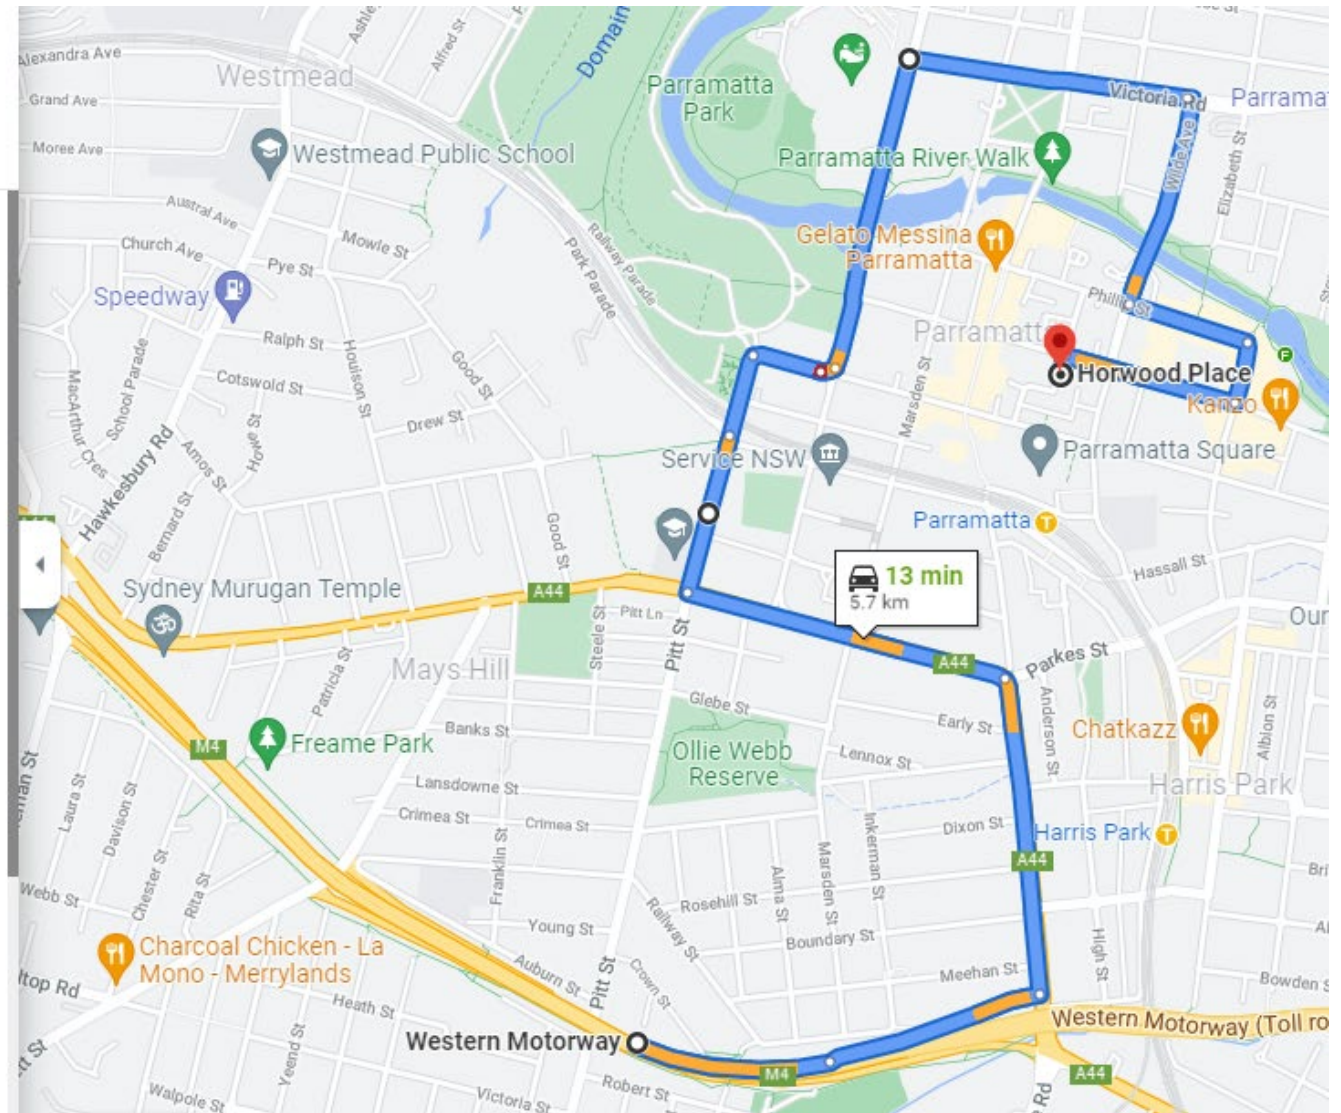 Alexandra Ave
Alfred St
Domain
Westmead
Parramatta
Park
Victoria Rd
Grand Ave
Westmead Public School
Moree Ave
Parramatta River Walk
Wilde Ave
Elizabeth St
Austral Ave
Mowle St
Church Ave
Pye St
Railway Parade
Park Parade
Gelato Messina
Parramatta
Speedway
Phillip St
Ralph St
Houison St
Good St
Marsden St
Horwood Place
School Parade
MacArthur Cres
Cotswold St
Kanzo
Drew St
Service NSW
Parramatta Square
Hawkesbury Rd
Amos St
Bernard St
Good St
Parramatta
T
13 min
5.7 km
Hassall St
Sydney Murugan Temple
A44
Pitt Ln
Steele St
Pitt St
A44
Parkes St
Mays Hill
Patricia St
Glebe St
Early St
Anderson St
Albion St
Banks St
Chatkazz
M4
Freame Park
Ollie Webb
Reserve
Lennox St
Harris Park
Laura St
Davison St
Lansdowne St
Crimea St
Crimea St
Inkerman St
Dixon St
Harris Park
T
Franklin St
Marsden St
Alma St
A44
Webb St
Chester St
Rita St
Rosehill St
Railway St
Young St
Boundary St
High St
Charcoal Chicken - La
Mono - Merrylands
Auburn St
Pitt St
Crown St
Meehan St
Heath St
Western Motorway
Western Motorway (Toll ro
Yeend St
M4
A44
Robert St
Victoria St
Walpole St